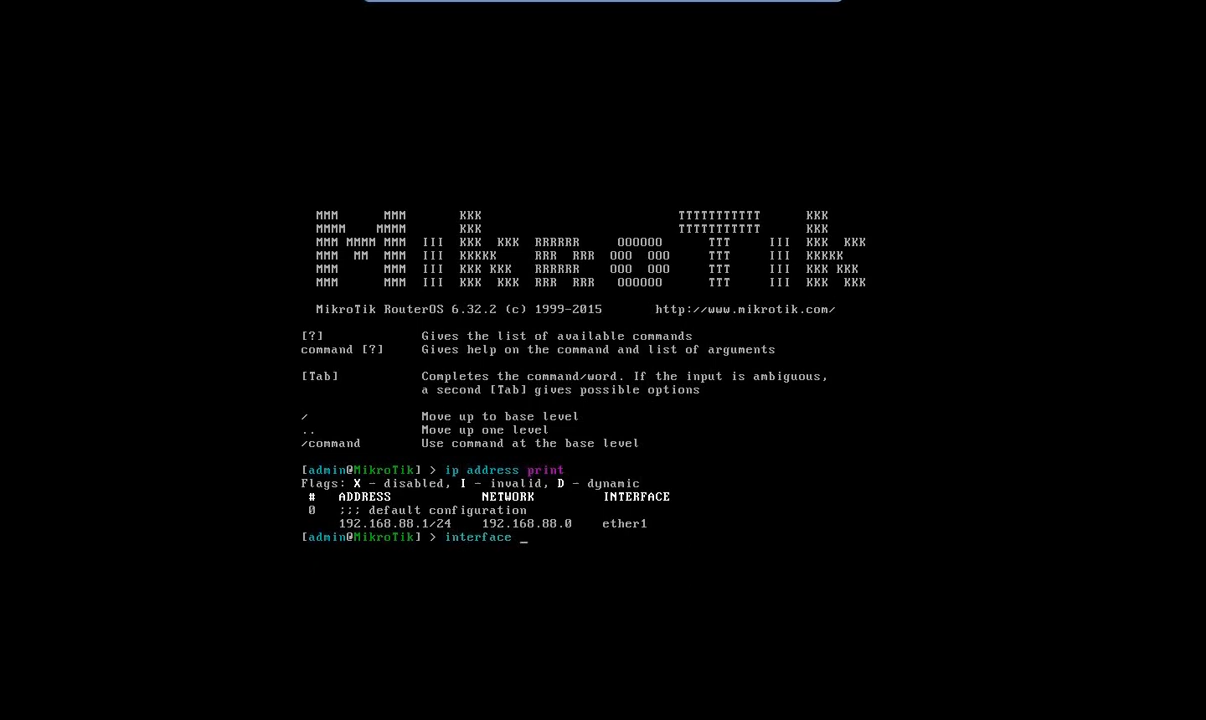 MMM      MMM       KKK                          TTTTTTTTTTT      KKK
MMMM    MMMM       KKK                          TTTTTTTTTTT      KKK
MMM MMMM MMM  III  KKK  KKK  RRRRRR     OOOOOO      TTT     III  KKK  KKK
MMM  MM  MMM  III  KKKKK     RRR  RRR  OOO  OOO     TTT     III  KKKKK
MMM      MMM  III  KKK KKK   RRRRRR    OOO  OOO     TTT     III  KKK KKK
MMM      MMM  III  KKK  KKK  RRR  RRR   OOOOOO      TTT     III  KKK  KKK
MikroTik RouterOS 6.32.2 (c) 1999-2015       http://www.mikrotik.com/
[?]             Gives the list of available commands
command [?]     Gives help on the command and list of arguments
[Tab]           Completes the command/word. If the input is ambiguous,
a second [Tab] gives possible options
/               Move up to base level
..              Move up one level
/command        Use command at the base level
[admin@MikroTik] > ip address print
Flags: X - disabled, I - invalid, D - dynamic
#   ADDRESS            NETWORK         INTERFACE
0   ;;; default configuration
192.168.88.1/24    192.168.88.0    ether1
[admin@MikroTik] > interface _